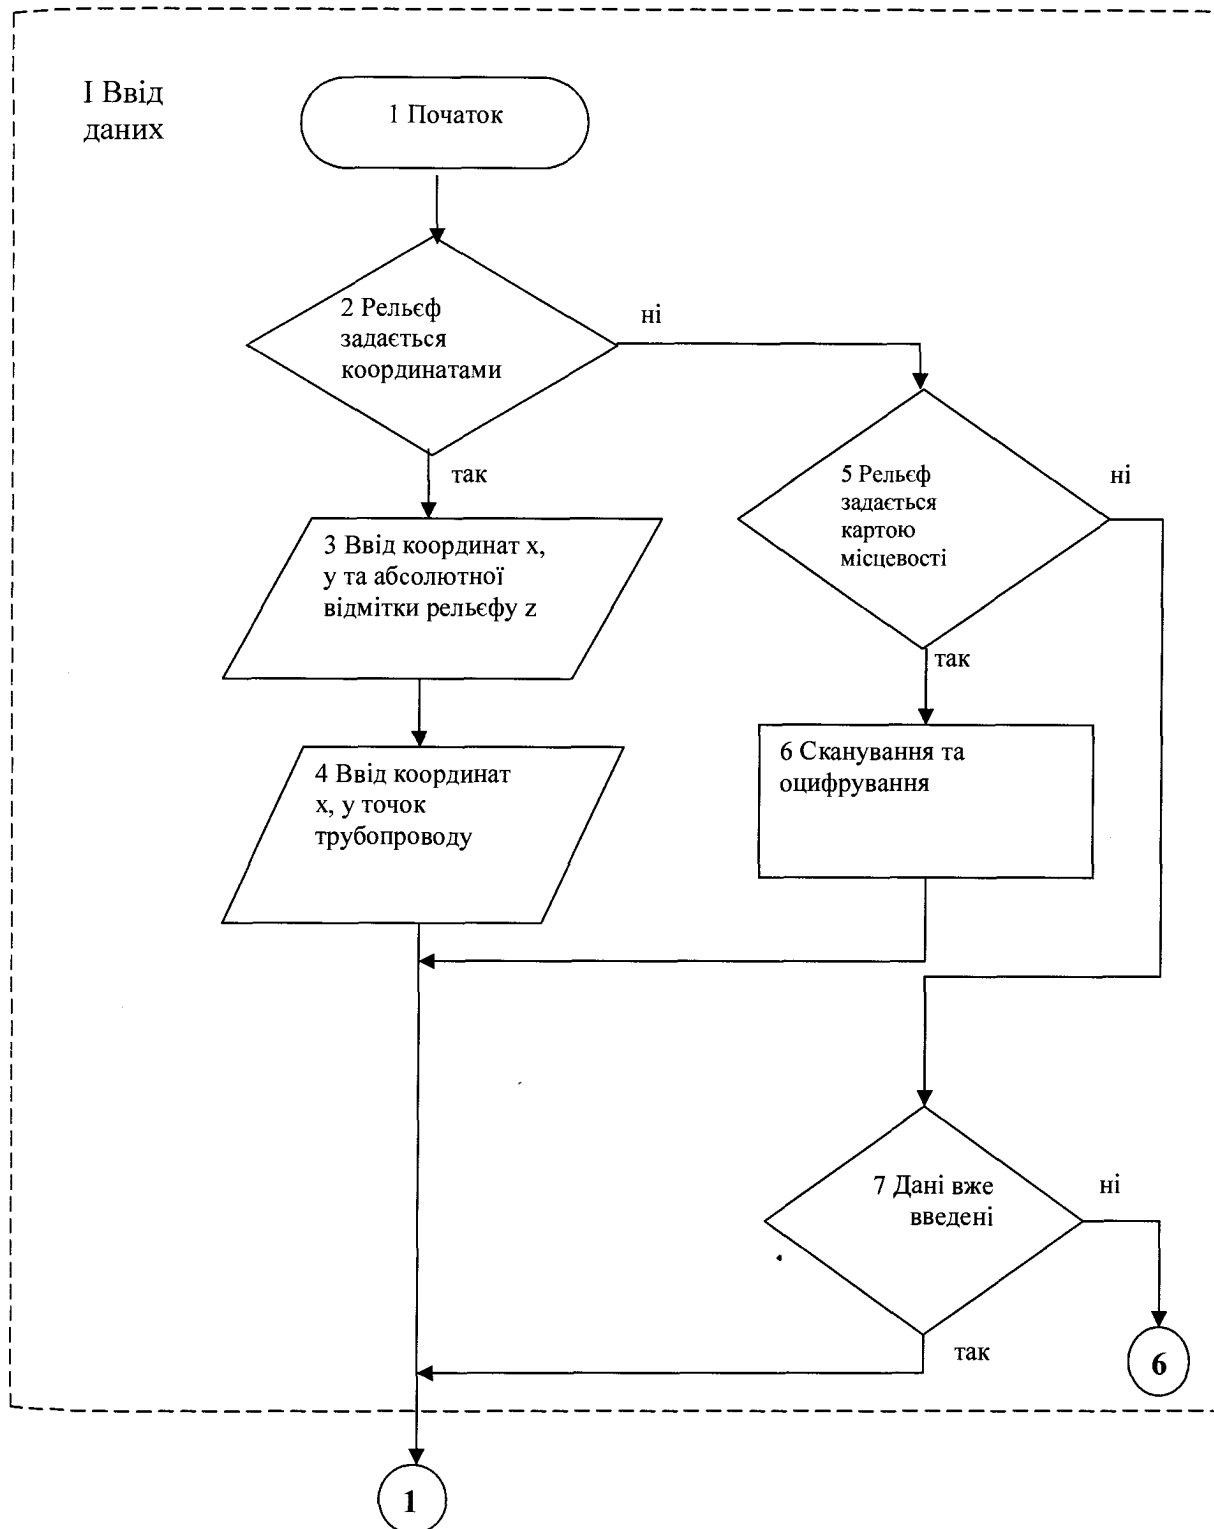 І Ввід
даних
1 Початок
2 Рельєф
задається
координатами
ні
так
5 Рельєф
задається
картою
місцевості
ні
3 Ввід координат x,
y та абсолютної
відмітки рельєфу z
так
4 Ввід координат
x, y точок
трубопроводу
6 Сканування та
оцифрування
7 Дані вже
введені
ні
так
6
1